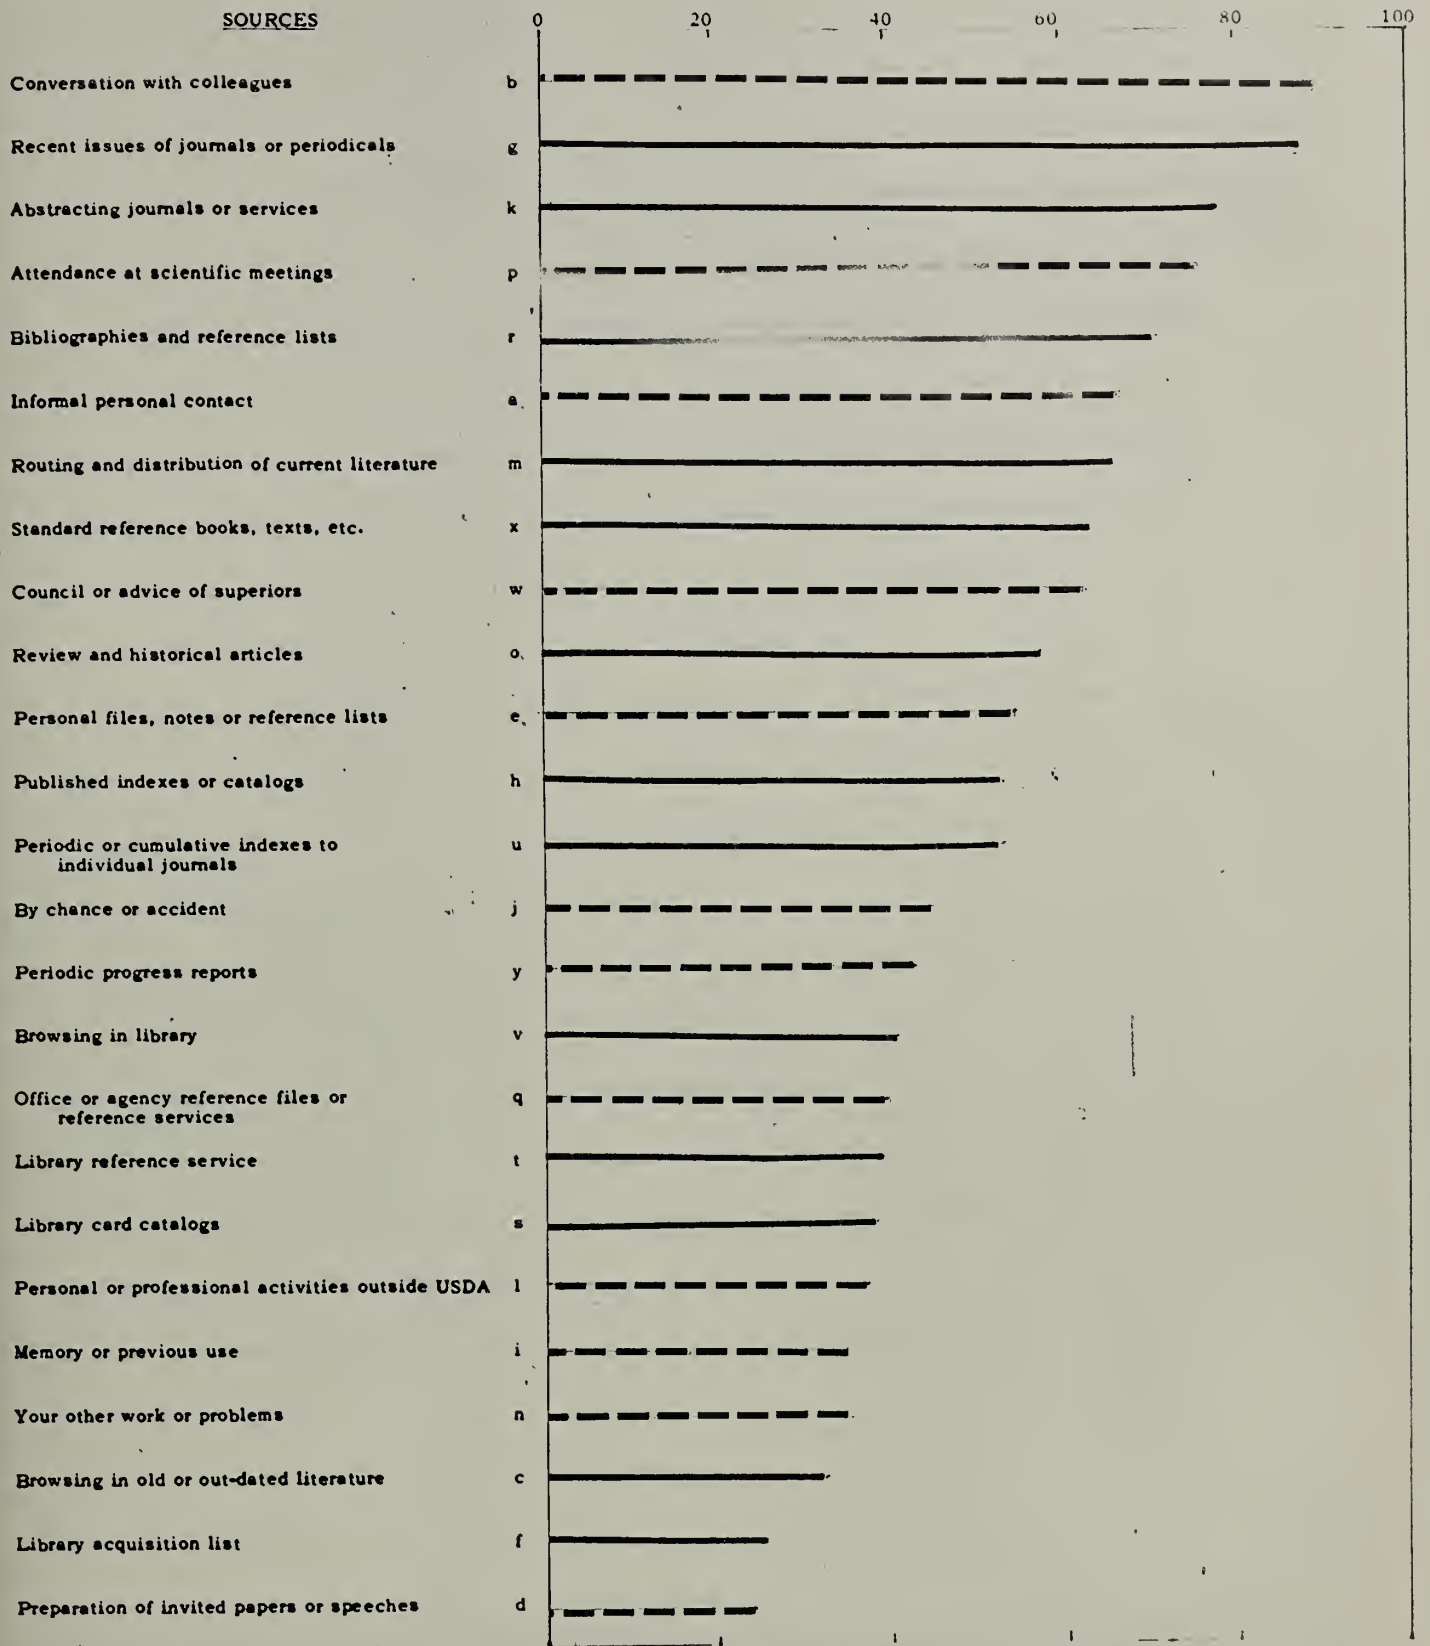 SOURCES 0 20 40 60 80 100
Conversation with colleagues b
Recent issues of journals or periodicals g
Abstracting journals or services k
Attendance at scientific meetings p
Bibliographies and reference lists r
Informal personal contact a
Routing and distribution of current literature m
Standard reference books, texts, etc. x
Council or advice of superiors w
Review and historical articles o
Personal files, notes or reference lists e
Published indexes or catalogs h
Periodic or cumulative indexes to u
individual journals
By chance or accident j
Periodic progress reports y
Browsing in library v
Office or agency reference files or q
reference services
Library reference service t
Library card catalogs s
Personal or professional activities outside USDA l
Memory or previous use i
Your other work or problems n
Browsing in old or out-dated literature c
Library acquisition list f
Preparation of invited papers or speeches d